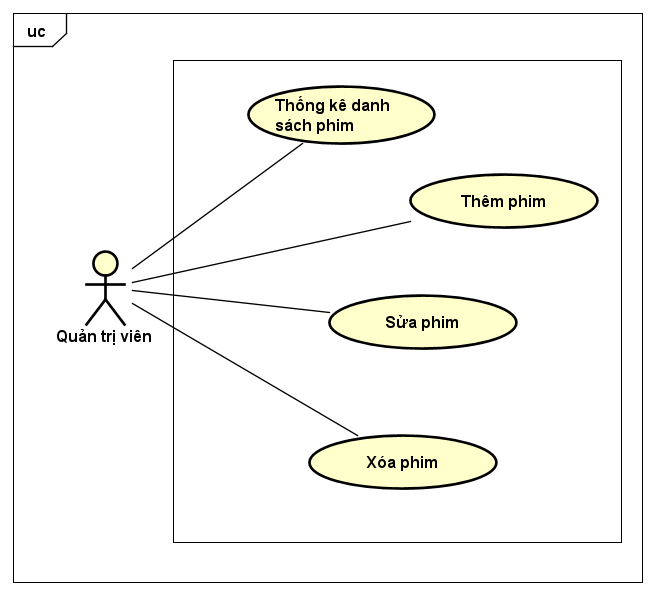 uc
Thống kê danh
sách phim
Thêm phim
Quản trị viên
Sửa phim
Xóa phim